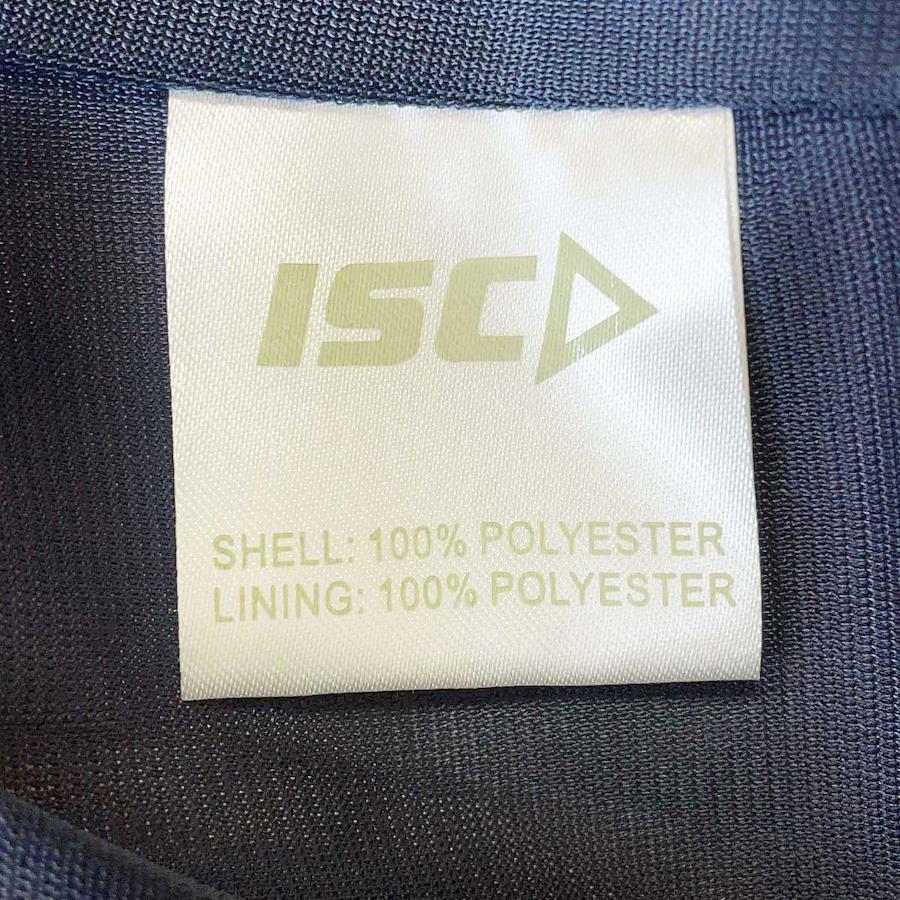 ISC
SHELL: 100% POLYESTER
LINING: 100% POLYESTER